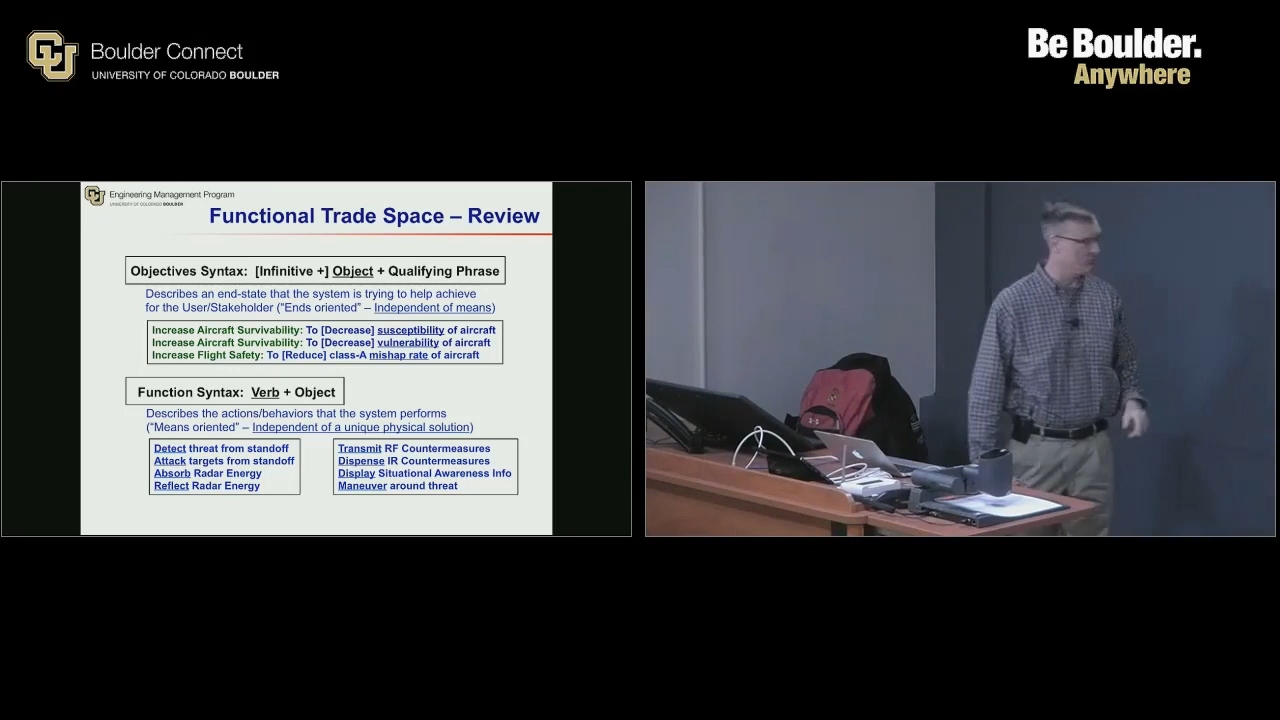 Boulder Connect
UNIVERSITY OF COLORADO BOULDER
Be Boulder.
Anywhere
Engineering Management Program
UNIVERSITY OF COLORADO BOULDER
Functional Trade Space – Review
Objectives Syntax: [Infinitive +] Object + Qualifying Phrase
Describes an end-state that the system is trying to help achieve
for the User/Stakeholder ("Ends oriented" – Independent of means)
Increase Aircraft Survivability: To [Decrease] susceptibility of aircraft
Increase Aircraft Survivability: To [Decrease] vulnerability of aircraft
Increase Flight Safety: To [Reduce] class-A mishap rate of aircraft
Function Syntax: Verb + Object
Describes the actions/behaviors that the system performs
("Means oriented" – Independent of a unique physical solution)
Detect threat from standoff
Attack targets from standoff
Absorb Radar Energy
Reflect Radar Energy
Transmit RF Countermeasures
Dispense IR Countermeasures
Display Situational Awareness Info
Maneuver around threat